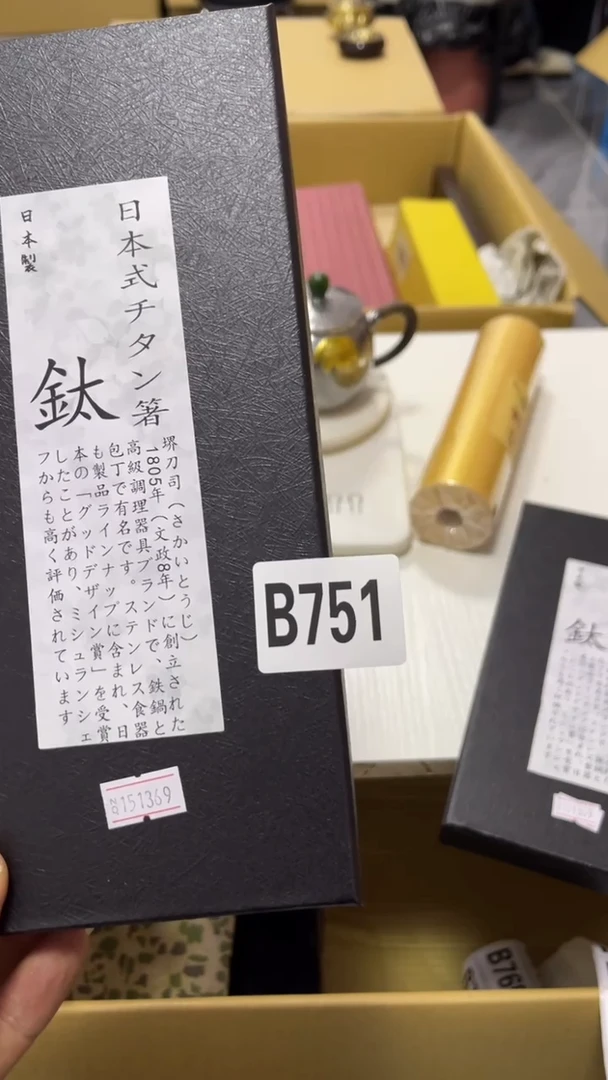 日本式チタン箸
日本製
鈦
堺刀司（さかいとうじ）
1805年（文政8年）に創立された
高級調理器具ブランドで、鉄鍋と
包丁で有名です。ステンレス食器
も製品ラインナップに含まれ、日
本の「グッドデザイン賞」を受賞
したことがあり、ミシュランシェ
フからも高く評価されています
B751
No 151369
鈦
B76